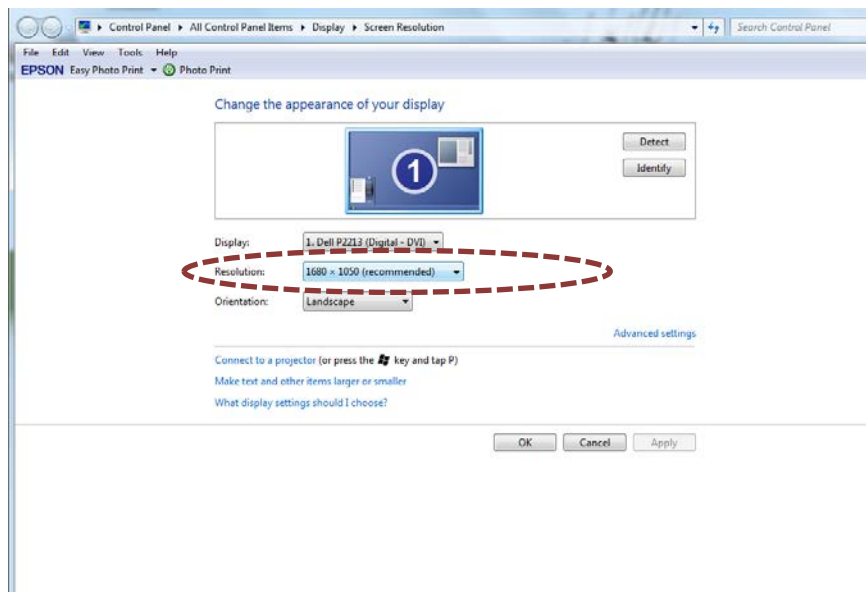 Control Panel ▸ All Control Panel Items ▸ Display ▸ Screen Resolution Search Control Panel
File Edit View Tools Help
EPSON Easy Photo Print Photo Print
Change the appearance of your display
1
Detect
Identify
Display: 1. Dell P2213 (Digital - DVI)
Resolution: 1680 × 1050 (recommended)
Orientation: Landscape
Advanced settings
Connect to a projector (or press the key and tap P)
Make text and other items larger or smaller
What display settings should I choose?
OK Cancel Apply